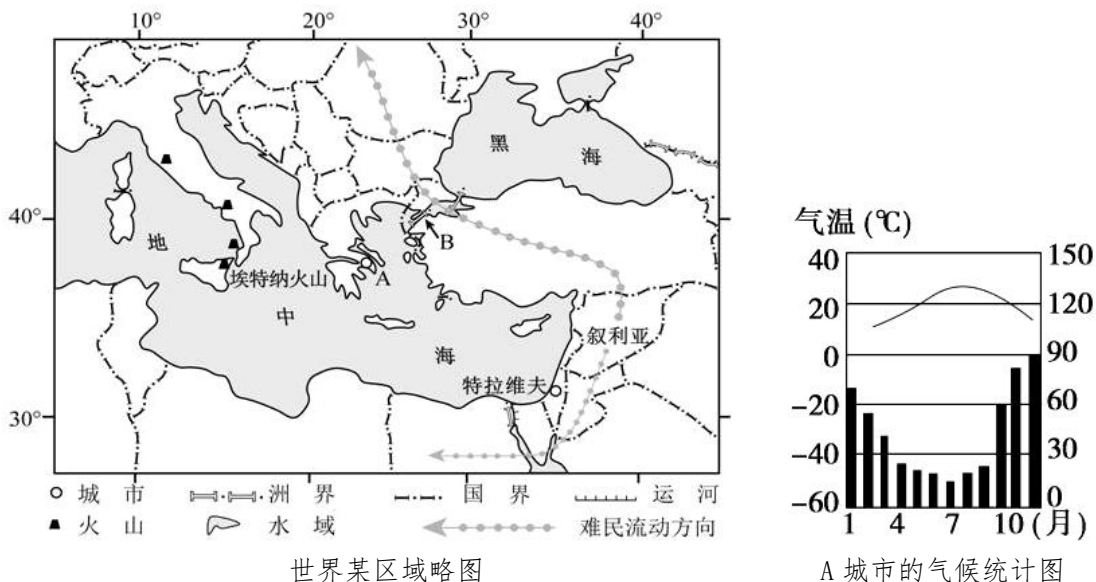 10° 20° 30° 40°
黑 海
40°
地
B
A
埃特纳火山
中
叙利亚
海
特拉维夫
30°
城 市 洲 界 国 界 运 河
火 山 水 域 难民流动方向
世界某区域略图
气温(℃)
40 150
20 120
0 90
-20 60
-40 30
-60 0
1 4 7 10 (月)
A城市的气候统计图